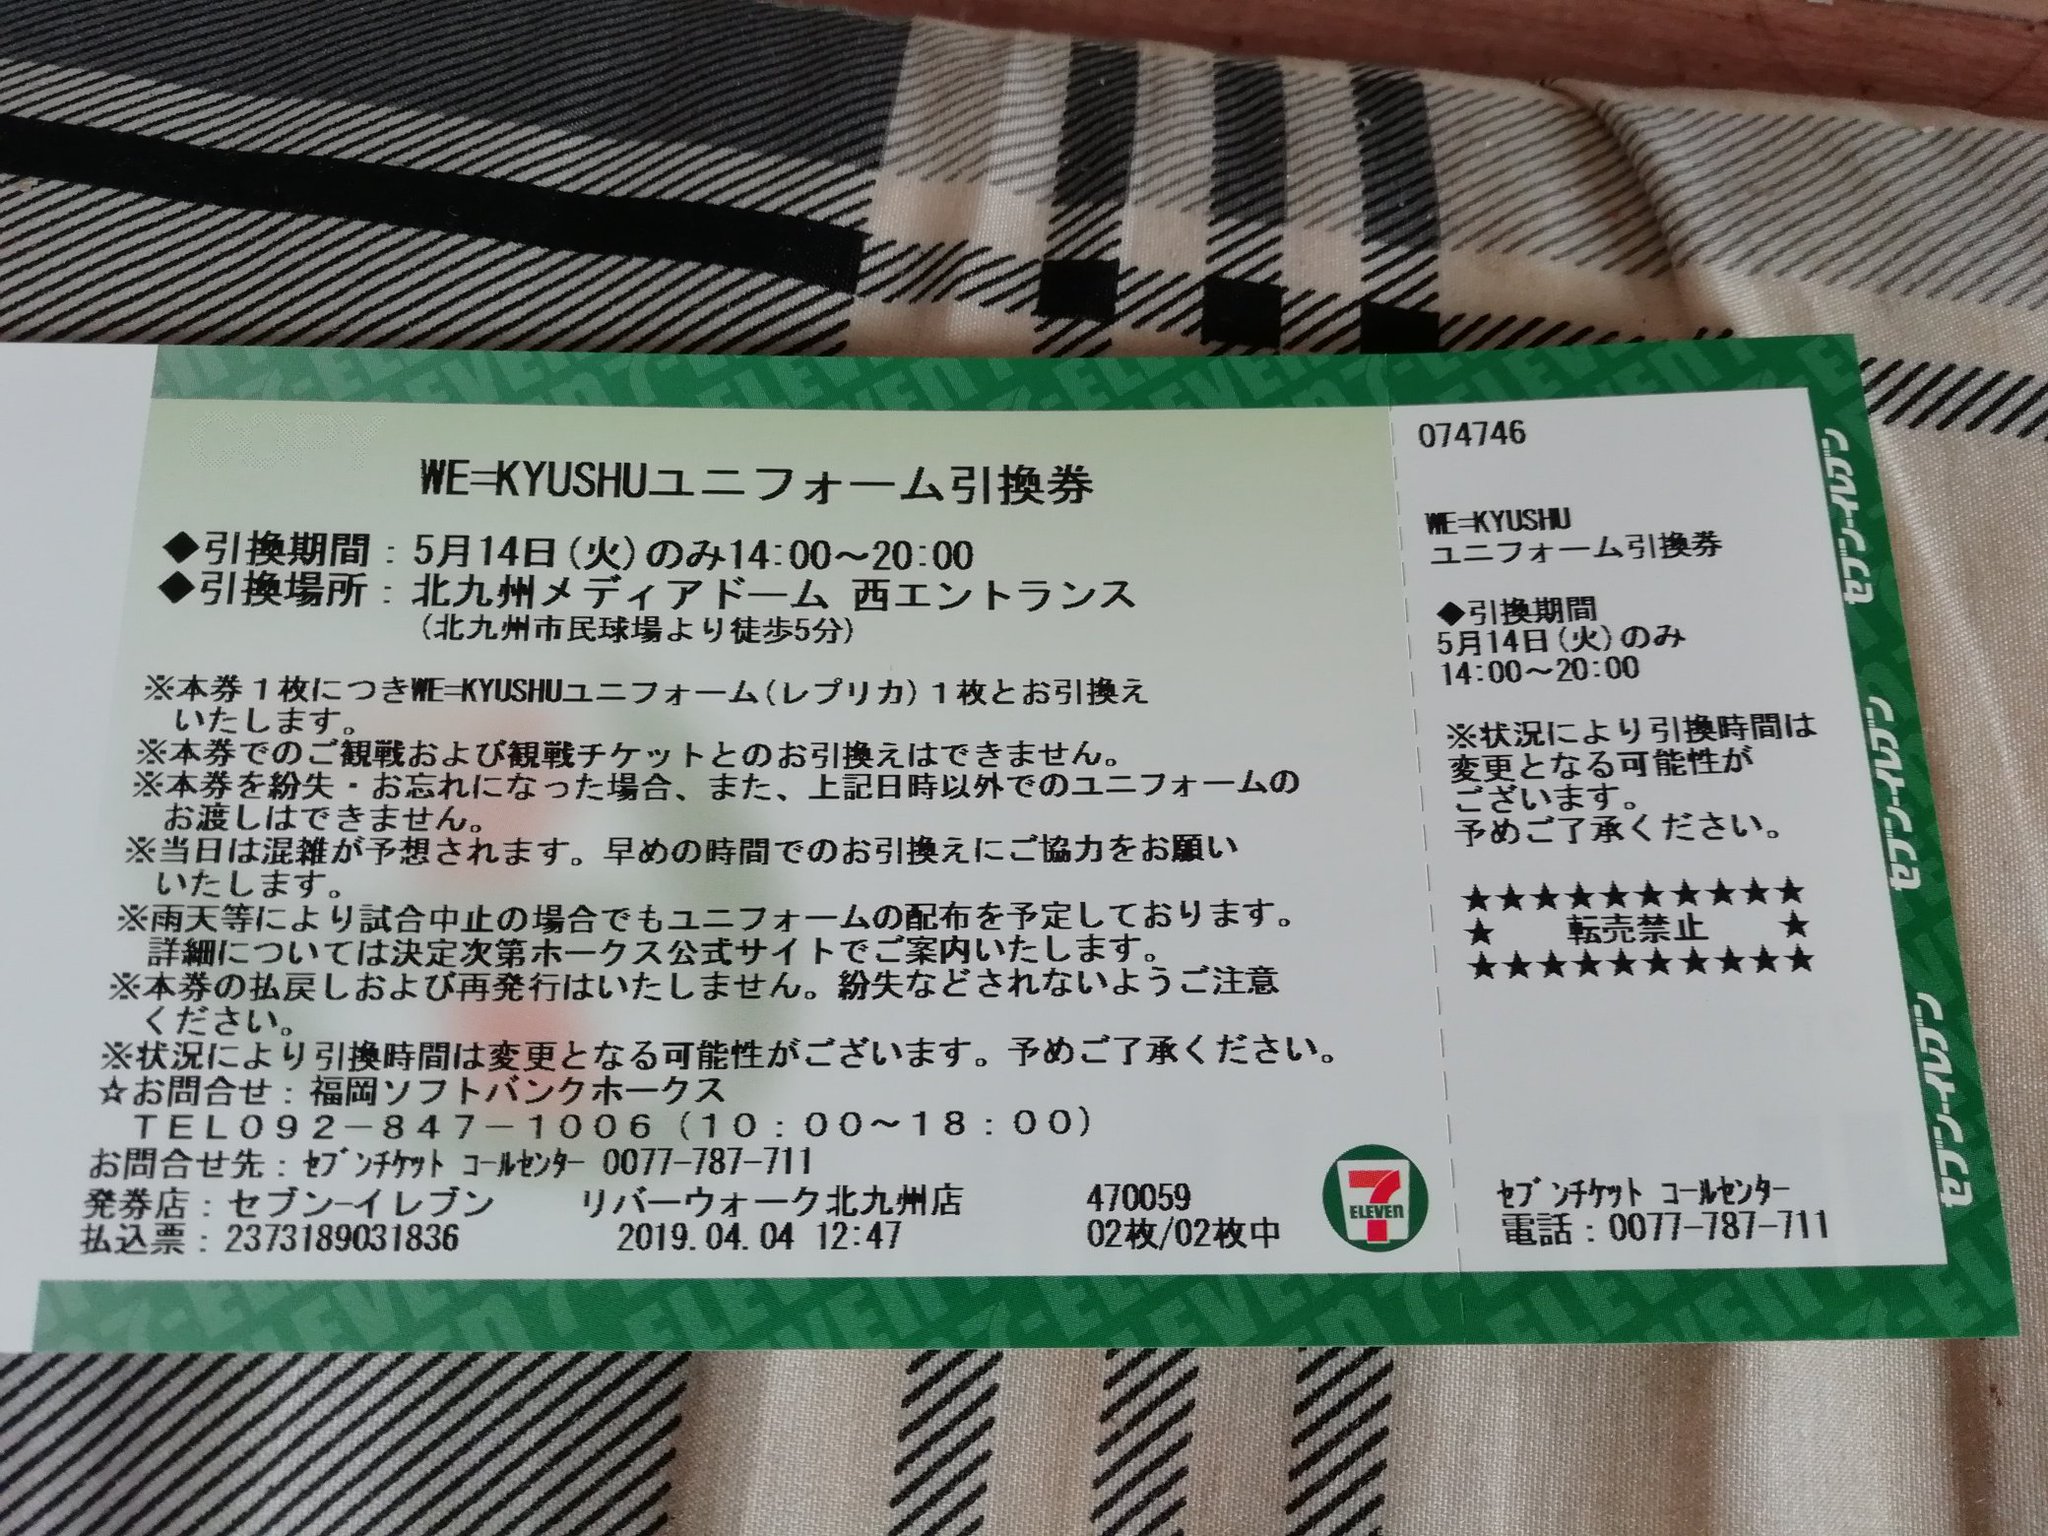 COPY
WE=KYUSHUユニフォーム引換券
◆引換期間：5月14日(火)のみ14:00～20:00
◆引換場所：北九州メディアドーム 西エントランス
(北九州市民球場より徒歩5分)
※本券１枚につきWE=KYUSHUユニフォーム(レプリカ)１枚とお引換え
いたします。
※本券でのご観戦および観戦チケットとのお引換えはできません。
※本券を紛失・お忘れになった場合、また、上記日時以外でのユニフォームの
お渡しはできません。
※当日は混雑が予想されます。早めの時間でのお引換えにご協力をお願い
いたします。
※雨天等により試合中止の場合でもユニフォームの配布を予定しております。
詳細については決定次第ホークス公式サイトでご案内いたします。
※本券の払戻しおよび再発行はいたしません。紛失などされないようご注意
ください。
※状況により引換時間は変更となる可能性がございます。予めご了承ください。
☆お問合せ：福岡ソフトバンクホークス
ＴＥＬ０９２－８４７－１００６（１０：００～１８：００）
お問合せ先：ｾﾌﾞﾝﾁｹｯﾄ ｺｰﾙｾﾝﾀｰ 0077-787-711
発券店：セブン-イレブン リバーウォーク北九州店 470059
払込票：2373189031836 2019.04.04 12:47 02枚/02枚中
7 ELEVEN
074746
WE=KYUSHU
ユニフォーム引換券
◆引換期間
5月14日(火)のみ
14:00～20:00
※状況により引換時間は
変更となる可能性が
ございます。
予めご了承ください。
★★★★★★★★★★
★ 転売禁止 ★
★★★★★★★★★★
ｾﾌﾞﾝﾁｹｯﾄ ｺｰﾙｾﾝﾀｰ
電話：0077-787-711
セブン-イレブン
セブン-イレブン
セブン-イレブン